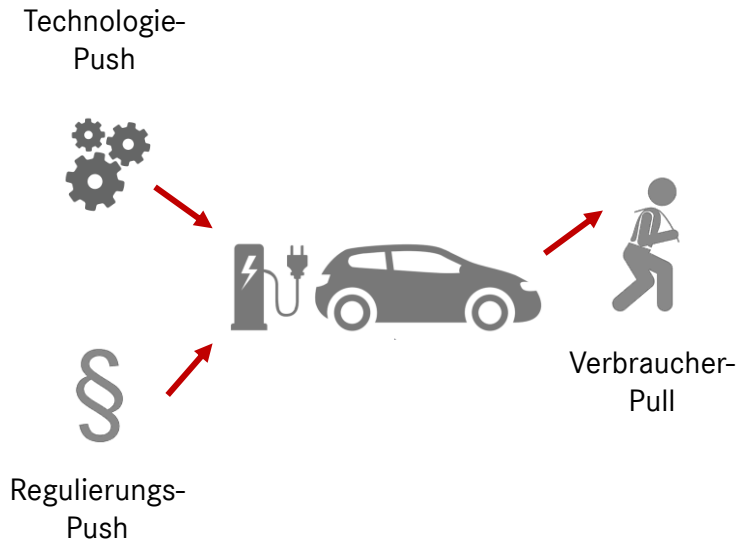 Technologie-
Push
§
Verbraucher-
Pull
Regulierungs-
Push